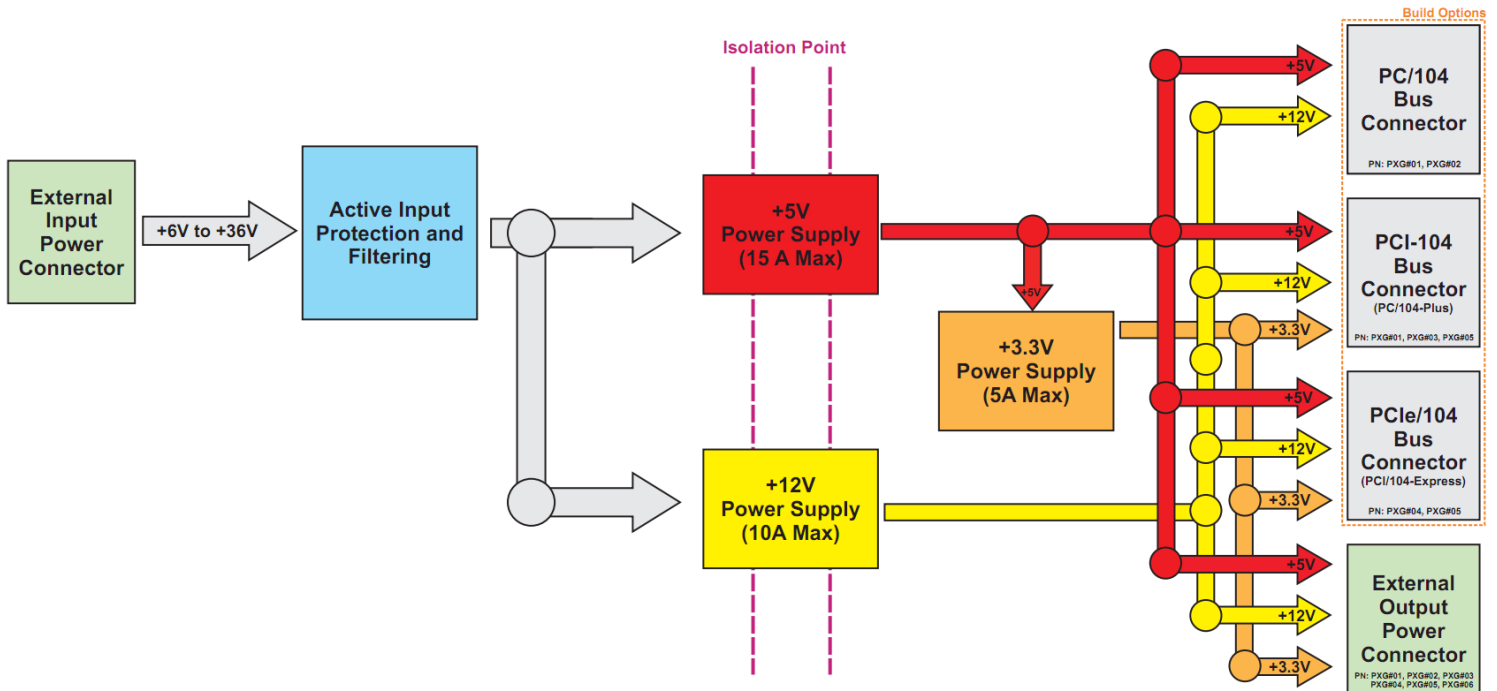 Build Options
Isolation Point
External
Input
Power
Connector
+6V to +36V
Active Input
Protection and
Filtering
+5V
Power Supply
(15 A Max)
+5V
+3.3V
Power Supply
(5A Max)
+12V
Power Supply
(10A Max)
+5V
+12V
PC/104
Bus
Connector
PN: PXG#01, PXG#02
+5V
+12V
+3.3V
PCI-104
Bus
Connector
(PC/104-Plus)
PN: PXG#01, PXG#03, PXG#05
+5V
+12V
+3.3V
PCIe/104
Bus
Connector
(PCI/104-Express)
PN: PXG#04, PXG#05
+5V
+12V
+3.3V
External
Output
Power
Connector
PN: PXG#01, PXG#02, PXG#03
PXG#04, PXG#05, PXG#06